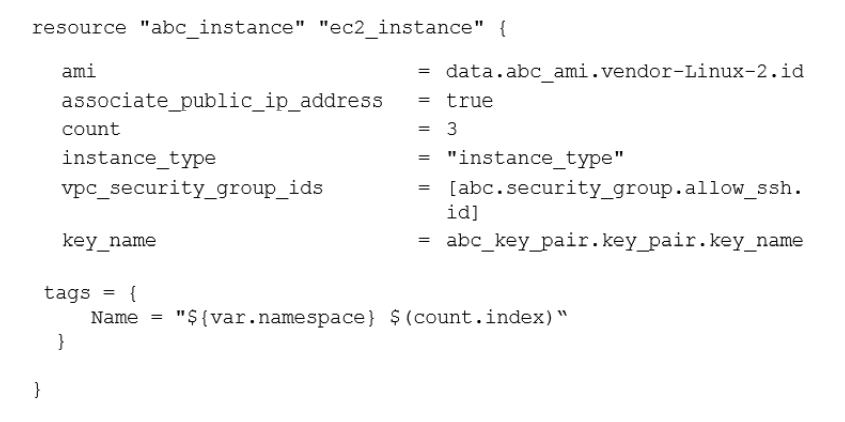 resource "abc_instance" "ec2_instance" {
ami = data.abc_ami.vendor-Linux-2.id
associate_public_ip_address = true
count = 3
instance_type = "instance_type"
vpc_security_group_ids = [abc.security_group.allow_ssh.
id]
key_name = abc_key_pair.key_pair.key_name
tags = {
Name = "${var.namespace} $(count.index)‟
}
}